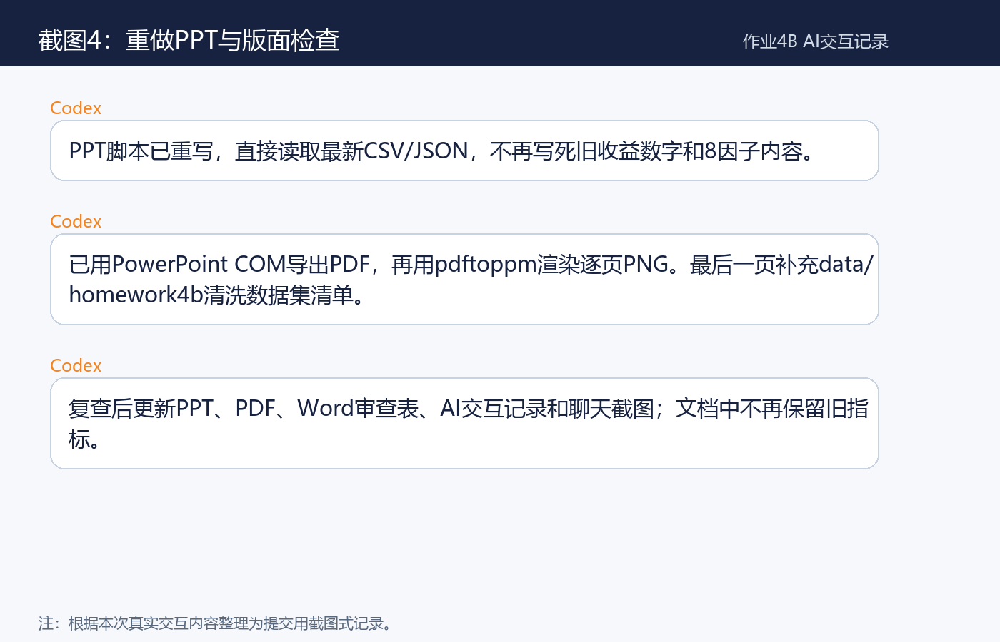 截图4：重做PPT与版面检查
作业4B AI交互记录
Codex
PPT脚本已重写，直接读取最新CSV/JSON，不再写死旧收益数字和8因子内容。
Codex
已用PowerPoint COM导出PDF，再用pdftoppm渲染逐页PNG。最后一页补充data/
homework4b清洗数据集清单。
Codex
复查后更新PPT、PDF、Word审查表、AI交互记录和聊天截图；文档中不再保留旧指
标。
注：根据本次真实交互内容整理为提交用截图式记录。